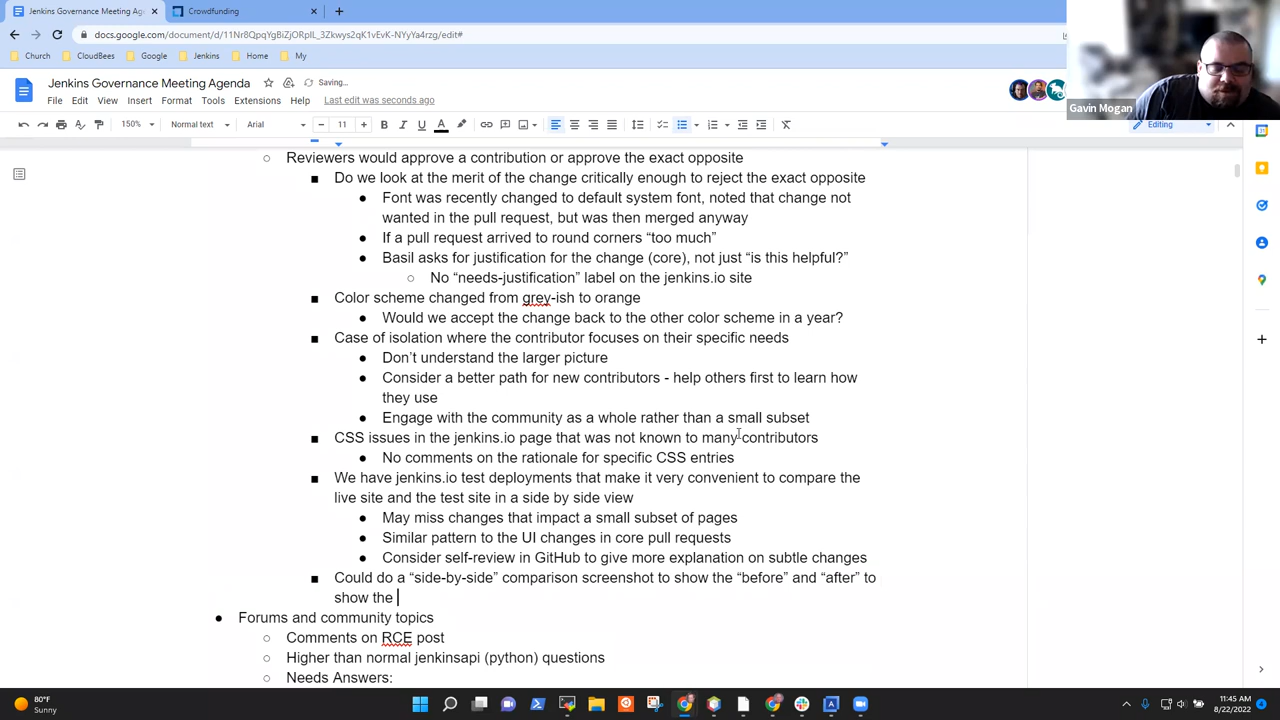 Jenkins Governance Meeting Agenda
Crowdfunding
docs.google.com/document/d/11Nr8QpqYgBiZjORpIL_3Zkwys2qK1vEvK-NYyYa4rzg/edit#
Church
CloudBees
Google
Jenkins
Home
My
Gavin Mogan
Jenkins Governance Meeting Agenda
Saving...
File Edit View Insert Format Tools Extensions Help Last edit was seconds ago
150% Normal text Arial 11 Editing
○ Reviewers would approve a contribution or approve the exact opposite
■ Do we look at the merit of the change critically enough to reject the exact opposite
● Font was recently changed to default system font, noted that change not
wanted in the pull request, but was then merged anyway
● If a pull request arrived to round corners “too much”
● Basil asks for justification for the change (core), not just “is this helpful?”
○ No “needs-justification” label on the jenkins.io site
■ Color scheme changed from grey-ish to orange
● Would we accept the change back to the other color scheme in a year?
■ Case of isolation where the contributor focuses on their specific needs
● Don’t understand the larger picture
● Consider a better path for new contributors - help others first to learn how
they use
● Engage with the community as a whole rather than a small subset
■ CSS issues in the jenkins.io page that was not known to many contributors
● No comments on the rationale for specific CSS entries
■ We have jenkins.io test deployments that make it very convenient to compare the
live site and the test site in a side by side view
● May miss changes that impact a small subset of pages
● Similar pattern to the UI changes in core pull requests
● Consider self-review in GitHub to give more explanation on subtle changes
■ Could do a “side-by-side” comparison screenshot to show the “before” and “after” to
show the
● Forums and community topics
○ Comments on RCE post
○ Higher than normal jenkinsapi (python) questions
○ Needs Answers:
80°F
Sunny
11:45 AM
8/22/2022